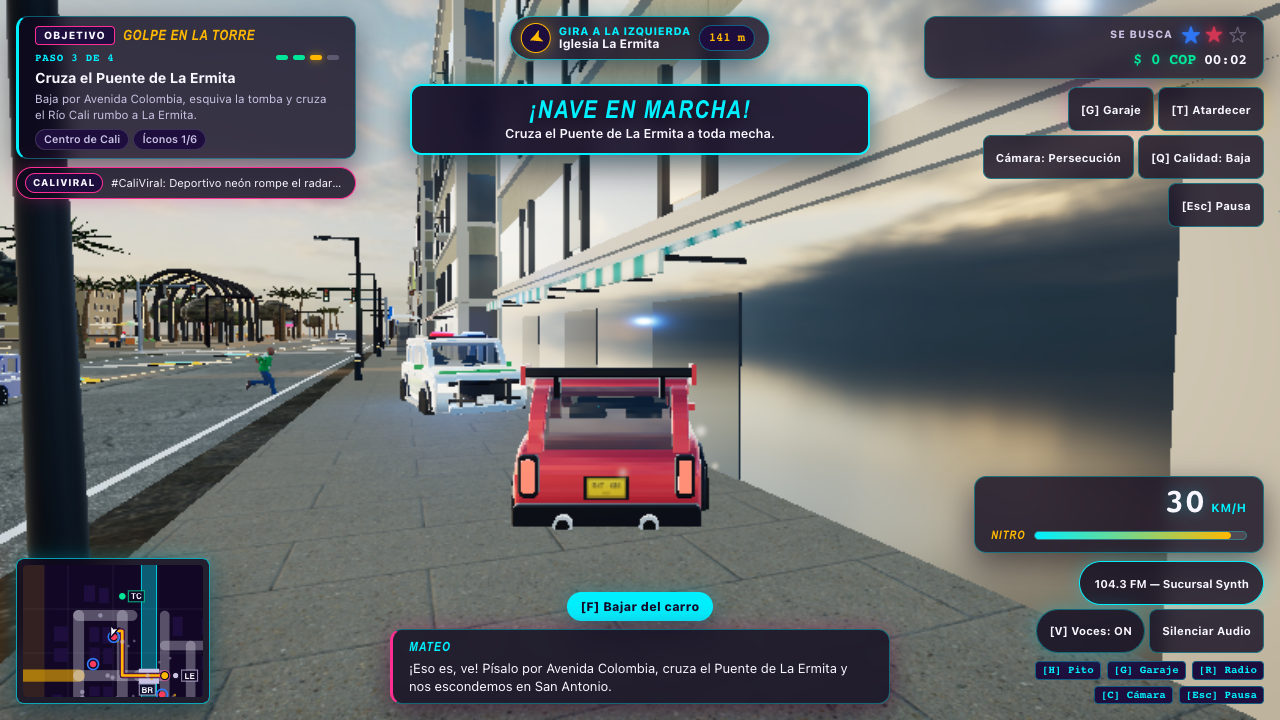 OBJETIVO GOLPE EN LA TORRE
PASO 3 DE 4
Cruza el Puente de La Ermita
Baja por Avenida Colombia, esquiva la tomba y cruza
el Río Cali rumbo a La Ermita.
Centro de Cali
Íconos 1/6
CALIVIRAL #CaliViral: Deportivo neón rompe el radar...
GIRA A LA IZQUIERDA
Iglesia La Ermita
141 m
¡NAVE EN MARCHA!
Cruza el Puente de La Ermita a toda mecha.
SE BUSCA
$ 0 COP 00:02
[G] Garaje
[T] Atardecer
Cámara: Persecución
[Q] Calidad: Baja
[Esc] Pausa
30 KM/H
NITRO
104.3 FM — Sucursal Synth
[V] Voces: ON
Silenciar Audio
[H] Pito
[G] Garaje
[R] Radio
[C] Cámara
[Esc] Pausa
[F] Bajar del carro
MATEO
¡Eso es, ve! Písalo por Avenida Colombia, cruza el Puente de La Ermita y
nos escondemos en San Antonio.
TC
LE
BR